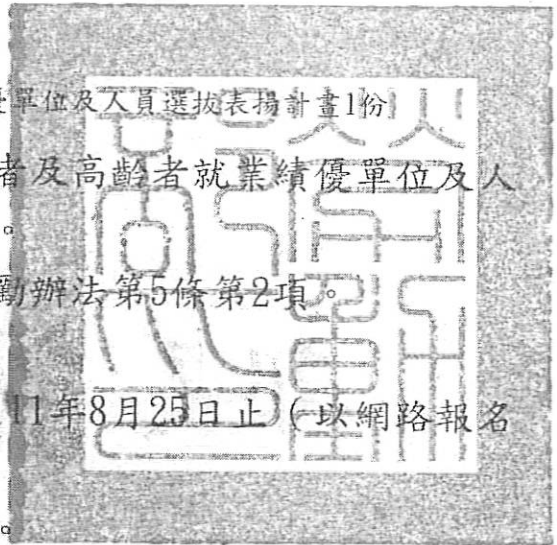 單位及人員選拔表揚計畫1份
者及高齡者就業績優單位及人
。
勵辦法第5條第2項。
11年8月25日止（以網路報名
。